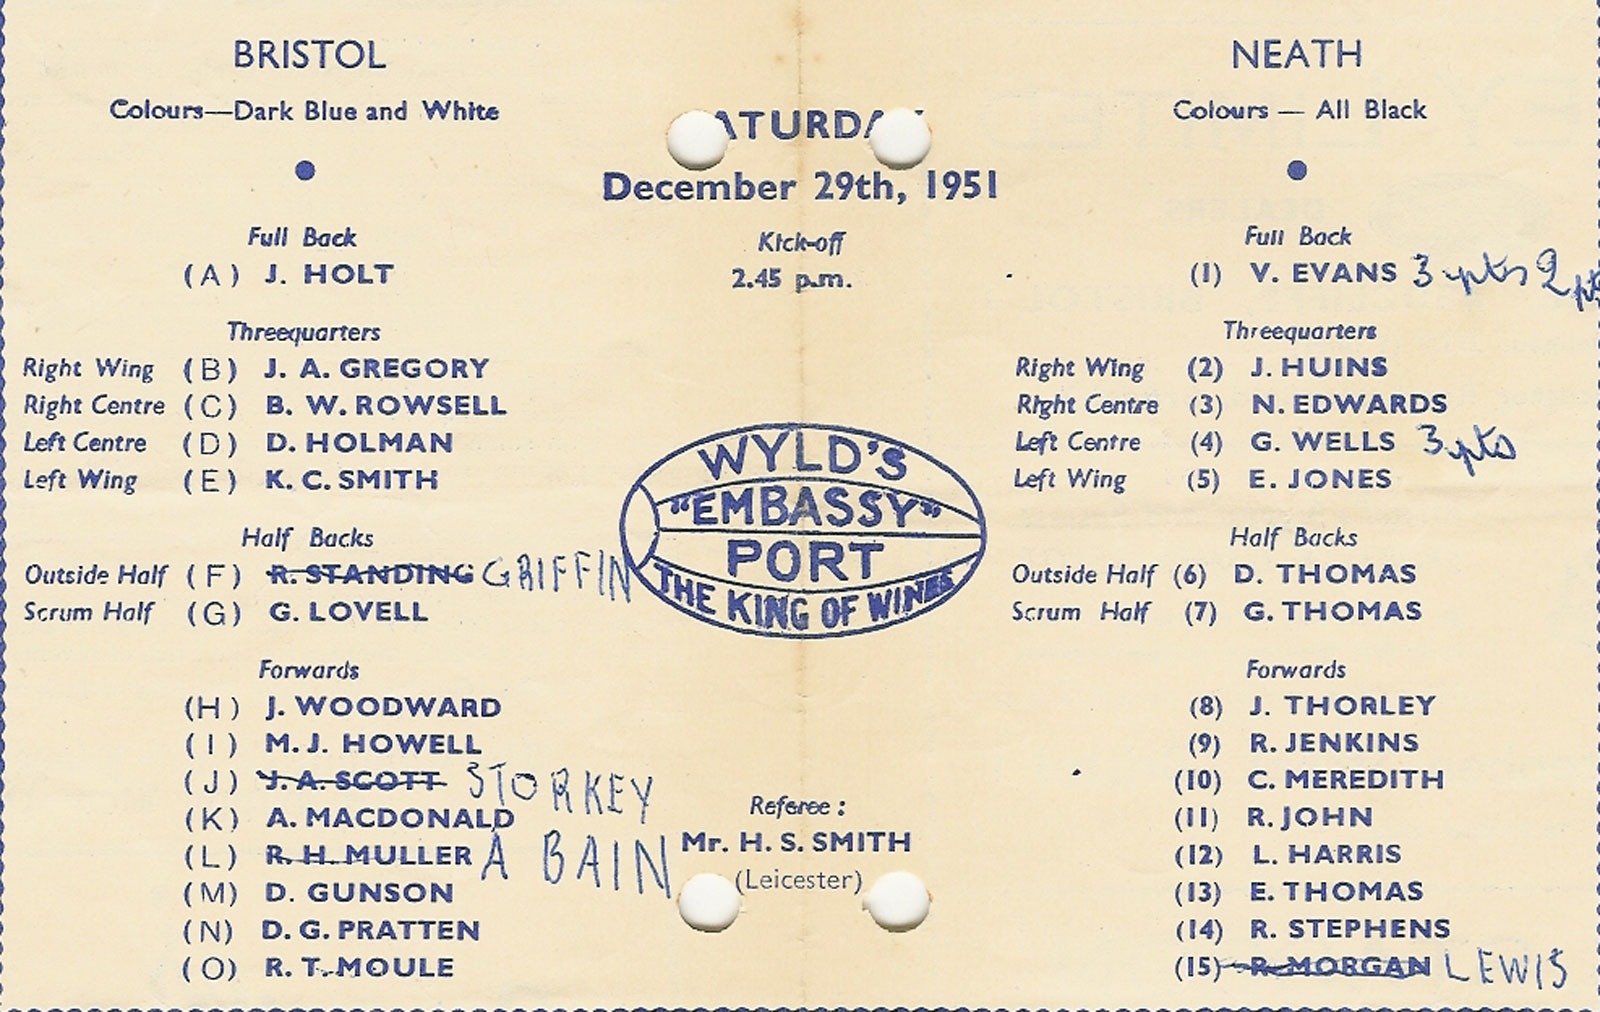 BRISTOL
Colours—Dark Blue and White
Full Back
(A) J. HOLT
Threequarters
Right Wing (B) J. A. GREGORY
Right Centre (C) B. W. ROWSELL
Left Centre (D) D. HOLMAN
Left Wing (E) K. C. SMITH
Half Backs
Outside Half (F) R. STANDING GRIFFIN
Scrum Half (G) G. LOVELL
Forwards
(H) J. WOODWARD
(I) M. J. HOWELL
(J) J. A. SCOTT STORKEY
(K) A. MACDONALD
(L) R. H. MULLER A BAIN
(M) D. GUNSON
(N) D. G. PRATTEN
(O) R. T. MOULE
SATURDAY
December 29th, 1951
Kick-off
2.45 p.m.
WYLD'S
"EMBASSY"
PORT
THE KING OF WINES
Referee :
Mr. H. S. SMITH
(Leicester)
NEATH
Colours — All Black
Full Back
(1) V. EVANS 3 pts 2 pts
Threequarters
Right Wing (2) J. HUINS
Right Centre (3) N. EDWARDS
Left Centre (4) G. WELLS 3 pts
Left Wing (5) E. JONES
Half Backs
Outside Half (6) D. THOMAS
Scrum Half (7) G. THOMAS
Forwards
(8) J. THORLEY
(9) R. JENKINS
(10) C. MEREDITH
(11) R. JOHN
(12) L. HARRIS
(13) E. THOMAS
(14) R. STEPHENS
(15) R. MORGAN LEWIS